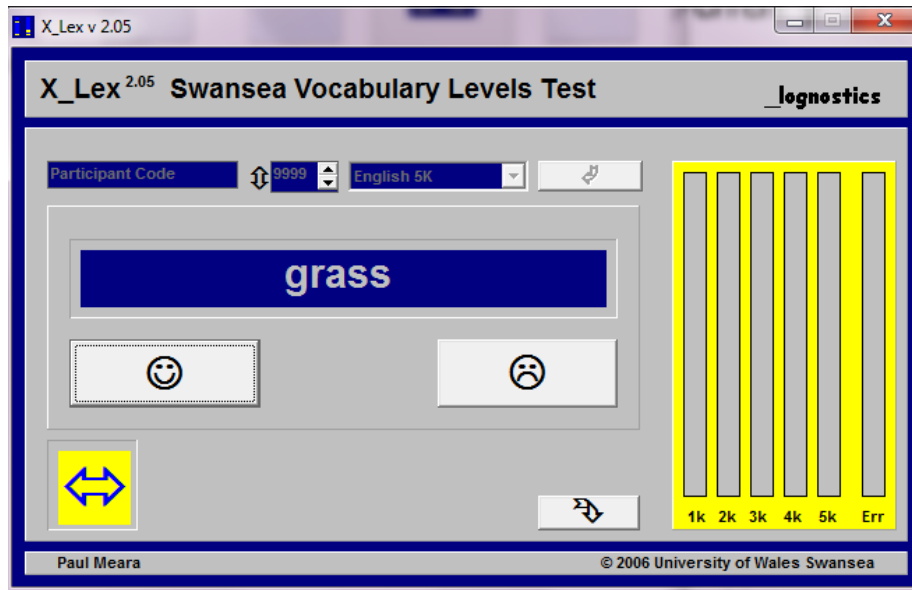 X_Lex v 2.05
X_Lex 2.05 Swansea Vocabulary Levels Test
_lognostics
Participant Code 9999 English 5K
grass
1k 2k 3k 4k 5k Err
Paul Meara © 2006 University of Wales Swansea